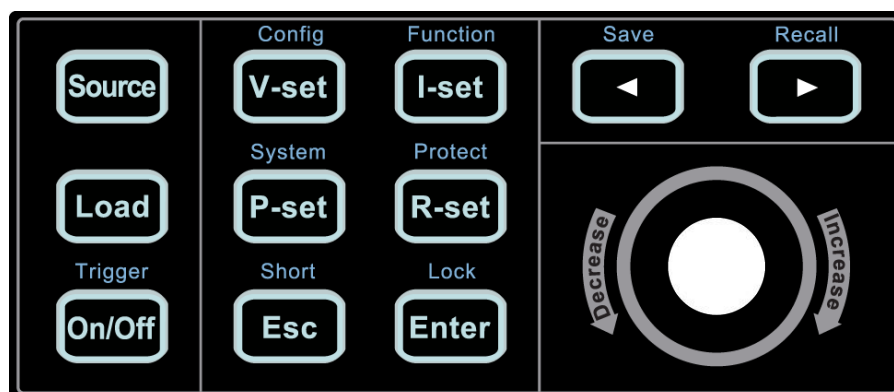 Config Function Save Recall
Source V-set I-set
System Protect
Load P-set R-set
Decrease Increase
Trigger Short Lock
On/Off Esc Enter